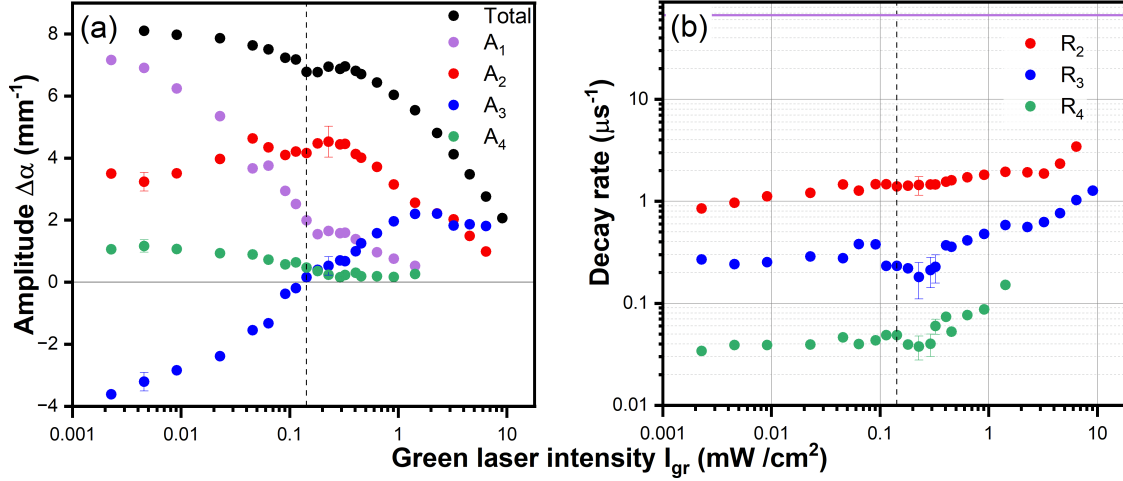 (a)
Total
A₁
A₂
A₃
A₄
Amplitude Δα (mm⁻¹)
8
6
4
2
0
−2
−4
0.001
0.01
0.1
1
10
(b)
R₂
R₃
R₄
Decay rate (μs⁻¹)
10
1
0.1
0.01
0.001
0.01
0.1
1
10
Green laser intensity I_gr (mW /cm²)